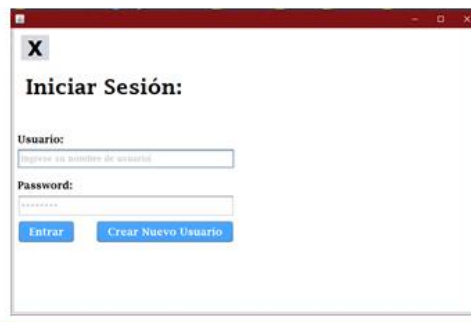 X
Iniciar Sesión:
Usuario:
Ingrese su nombre de usuario
Password:
********
Entrar Crear Nuevo Usuario